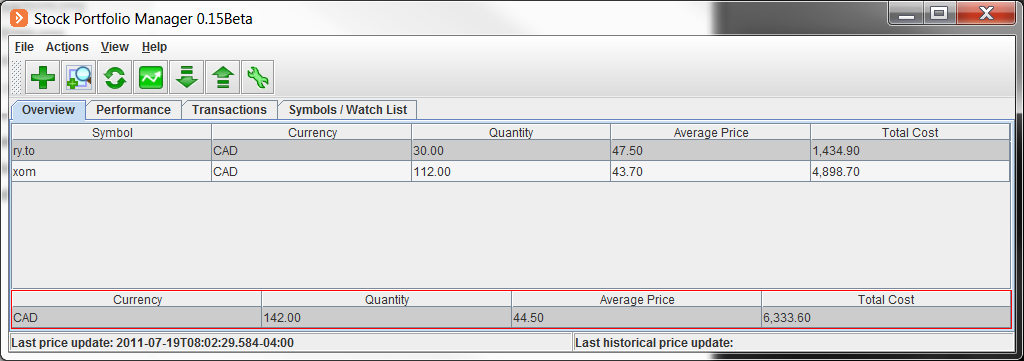 Stock Portfolio Manager 0.15Beta
File Actions View Help
Overview Performance Transactions Symbols / Watch List
Symbol Currency Quantity Average Price Total Cost
ry.to CAD 30.00 47.50 1,434.90
xom CAD 112.00 43.70 4,898.70
Currency Quantity Average Price Total Cost
CAD 142.00 44.50 6,333.60
Last price update: 2011-07-19T08:02:29.584-04:00 Last historical price update: